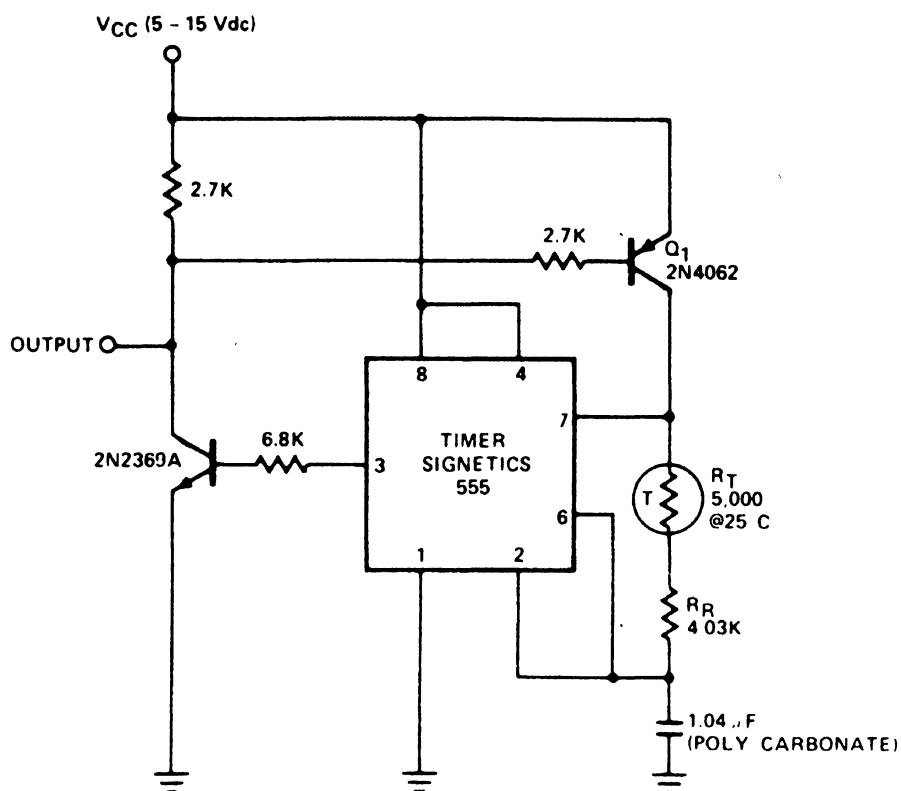 VCC (5 – 15 Vdc)
2.7K
2.7K
Q1
2N4062
OUTPUT
8
4
7
2N2369A
6.8K
3
TIMER
SIGNETICS
555
T
RT
5,000
@25 C
6
1
2
RR
4 03K
1.04 µF
(POLY CARBONATE)